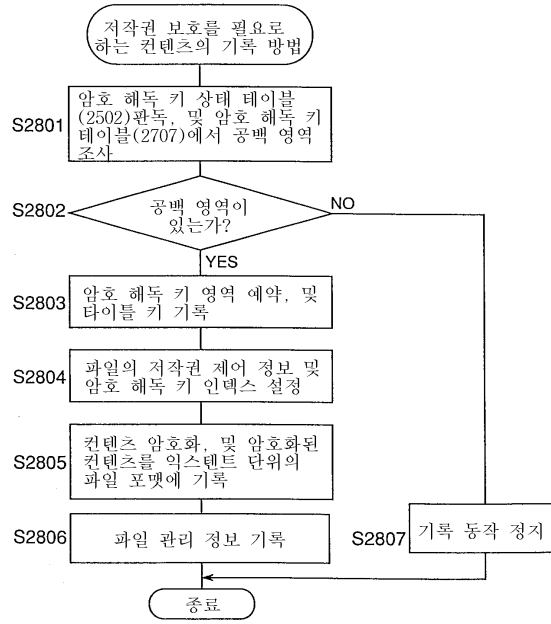 저작권 보호를 필요로
하는 컨텐츠의 기록 방법
S2801
암호 해독 키 상태 테이블
(2502)판독, 및 암호 해독 키
테이블(2707)에서 공백 영역
조사
S2802
공백 영역이
있는가?
NO
YES
S2803
암호 해독 키 영역 예약, 및
타이틀 키 기록
S2804
파일의 저작권 제어 정보 및
암호 해독 키 인덱스 설정
S2805
컨텐츠 암호화, 및 암호화된
컨텐츠를 익스텐트 단위의
파일 포맷에 기록
S2806
파일 관리 정보 기록
S2807
기록 동작 정지
종료